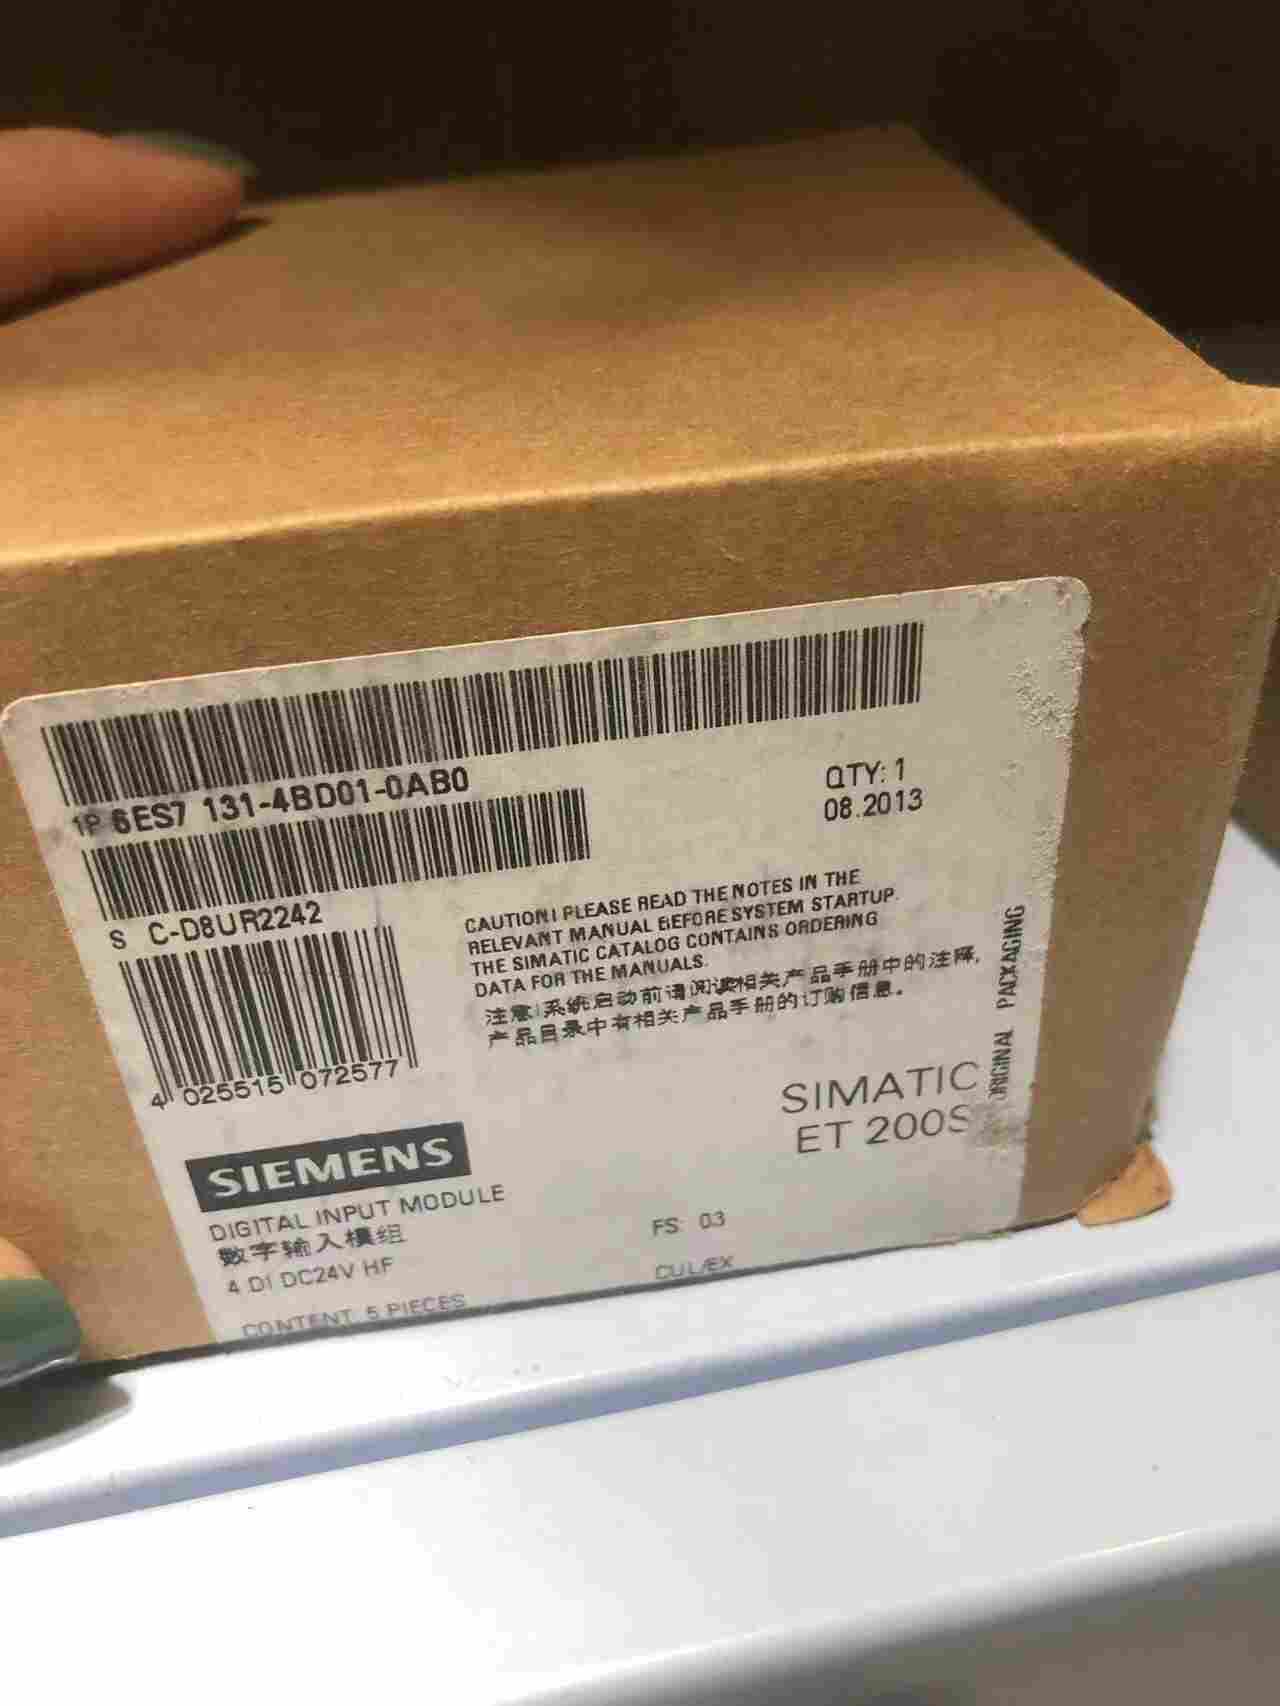 1P 6ES7 131-4BD01-0AB0
QTY: 1
08.2013
S C-D8UR2242
CAUTION! PLEASE READ THE NOTES IN THE
RELEVANT MANUAL BEFORE SYSTEM STARTUP.
THE SIMATIC CATALOG CONTAINS ORDERING
DATA FOR THE MANUALS.
注意!系统启动前请阅读相关产品手册中的注释,
产品目录中有相关产品手册的订购信息。
ORIGINAL PACKAGING
4 025515 072577
SIMATIC
ET 200S
SIEMENS
DIGITAL INPUT MODULE
数字输入模组
4 DI DC24V HF
FS: 03
CONTENT: 5 PIECES
CUL/EX